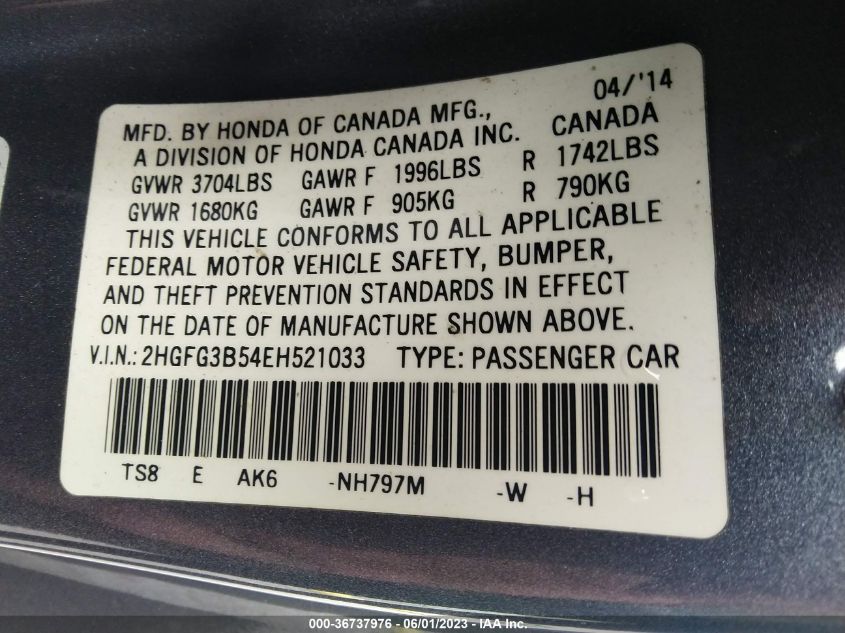 04/'14
MFD. BY HONDA OF CANADA MFG.,
A DIVISION OF HONDA CANADA INC. CANADA
GVWR 3704LBS GAWR F 1996LBS R 1742LBS
GVWR 1680KG GAWR F 905KG R 790KG
THIS VEHICLE CONFORMS TO ALL APPLICABLE
FEDERAL MOTOR VEHICLE SAFETY, BUMPER,
AND THEFT PREVENTION STANDARDS IN EFFECT
ON THE DATE OF MANUFACTURE SHOWN ABOVE.
V.I.N.: 2HGFG3B54EH521033 TYPE: PASSENGER CAR
TS8 E AK6 -NH797M -W -H
000-36737976 - 06/01/2023 - IAA Inc.